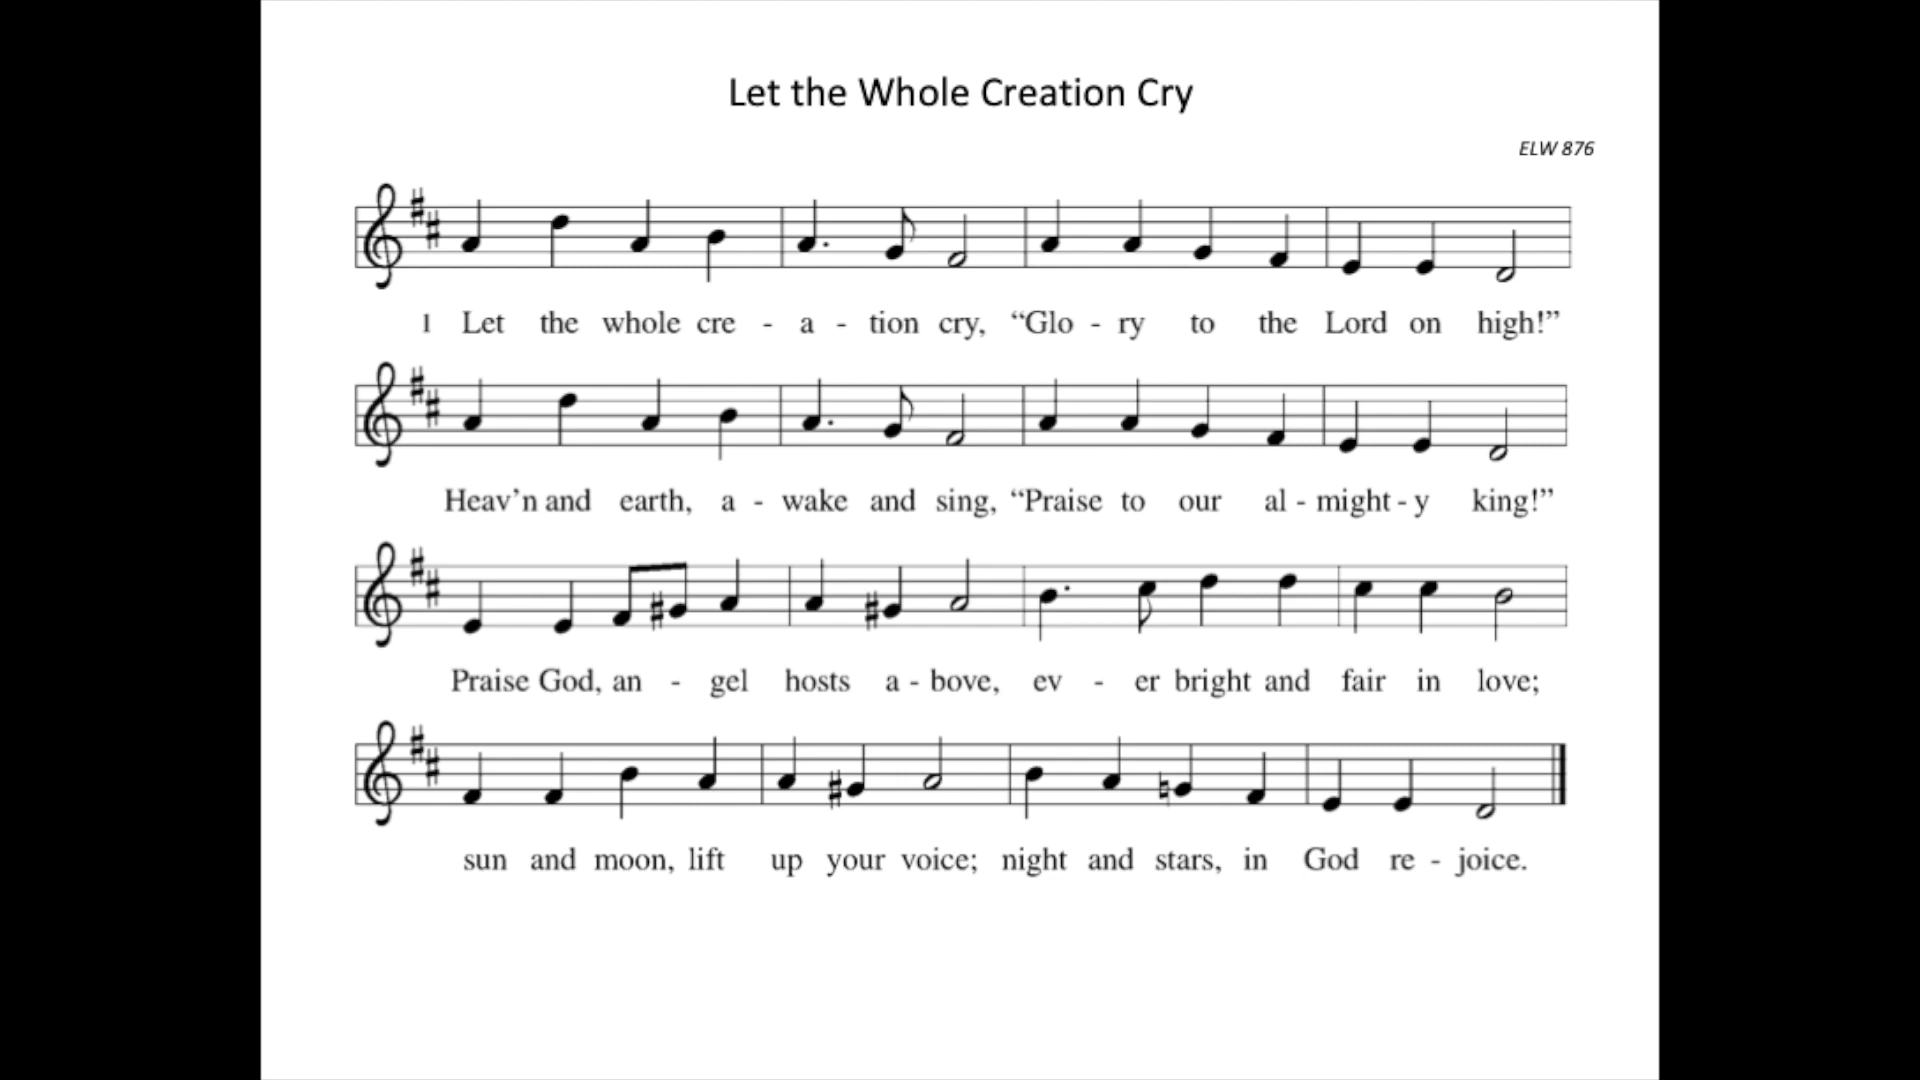 Let the Whole Creation Cry
ELW 876
1 Let the whole cre - a - tion cry, “Glo - ry to the Lord on high!”
Heav’n and earth, a - wake and sing, “Praise to our al - might - y king!”
Praise God, an - gel hosts a - bove, ev - er bright and fair in love;
sun and moon, lift up your voice; night and stars, in God re - joice.